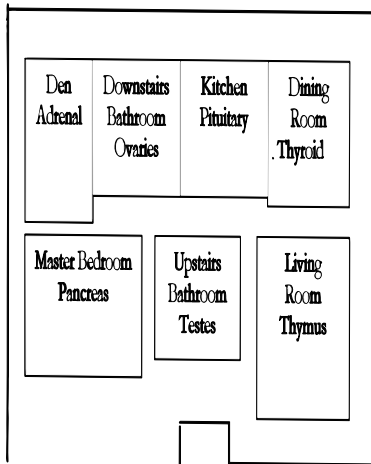 Den
Adrenal
Downstairs
Bathroom
Ovaries
Kitchen
Pituitary
Dining
Room
. Thyroid
Master Bedroom
Pancreas
Upstairs
Bathroom
Testes
Living
Room
Thymus